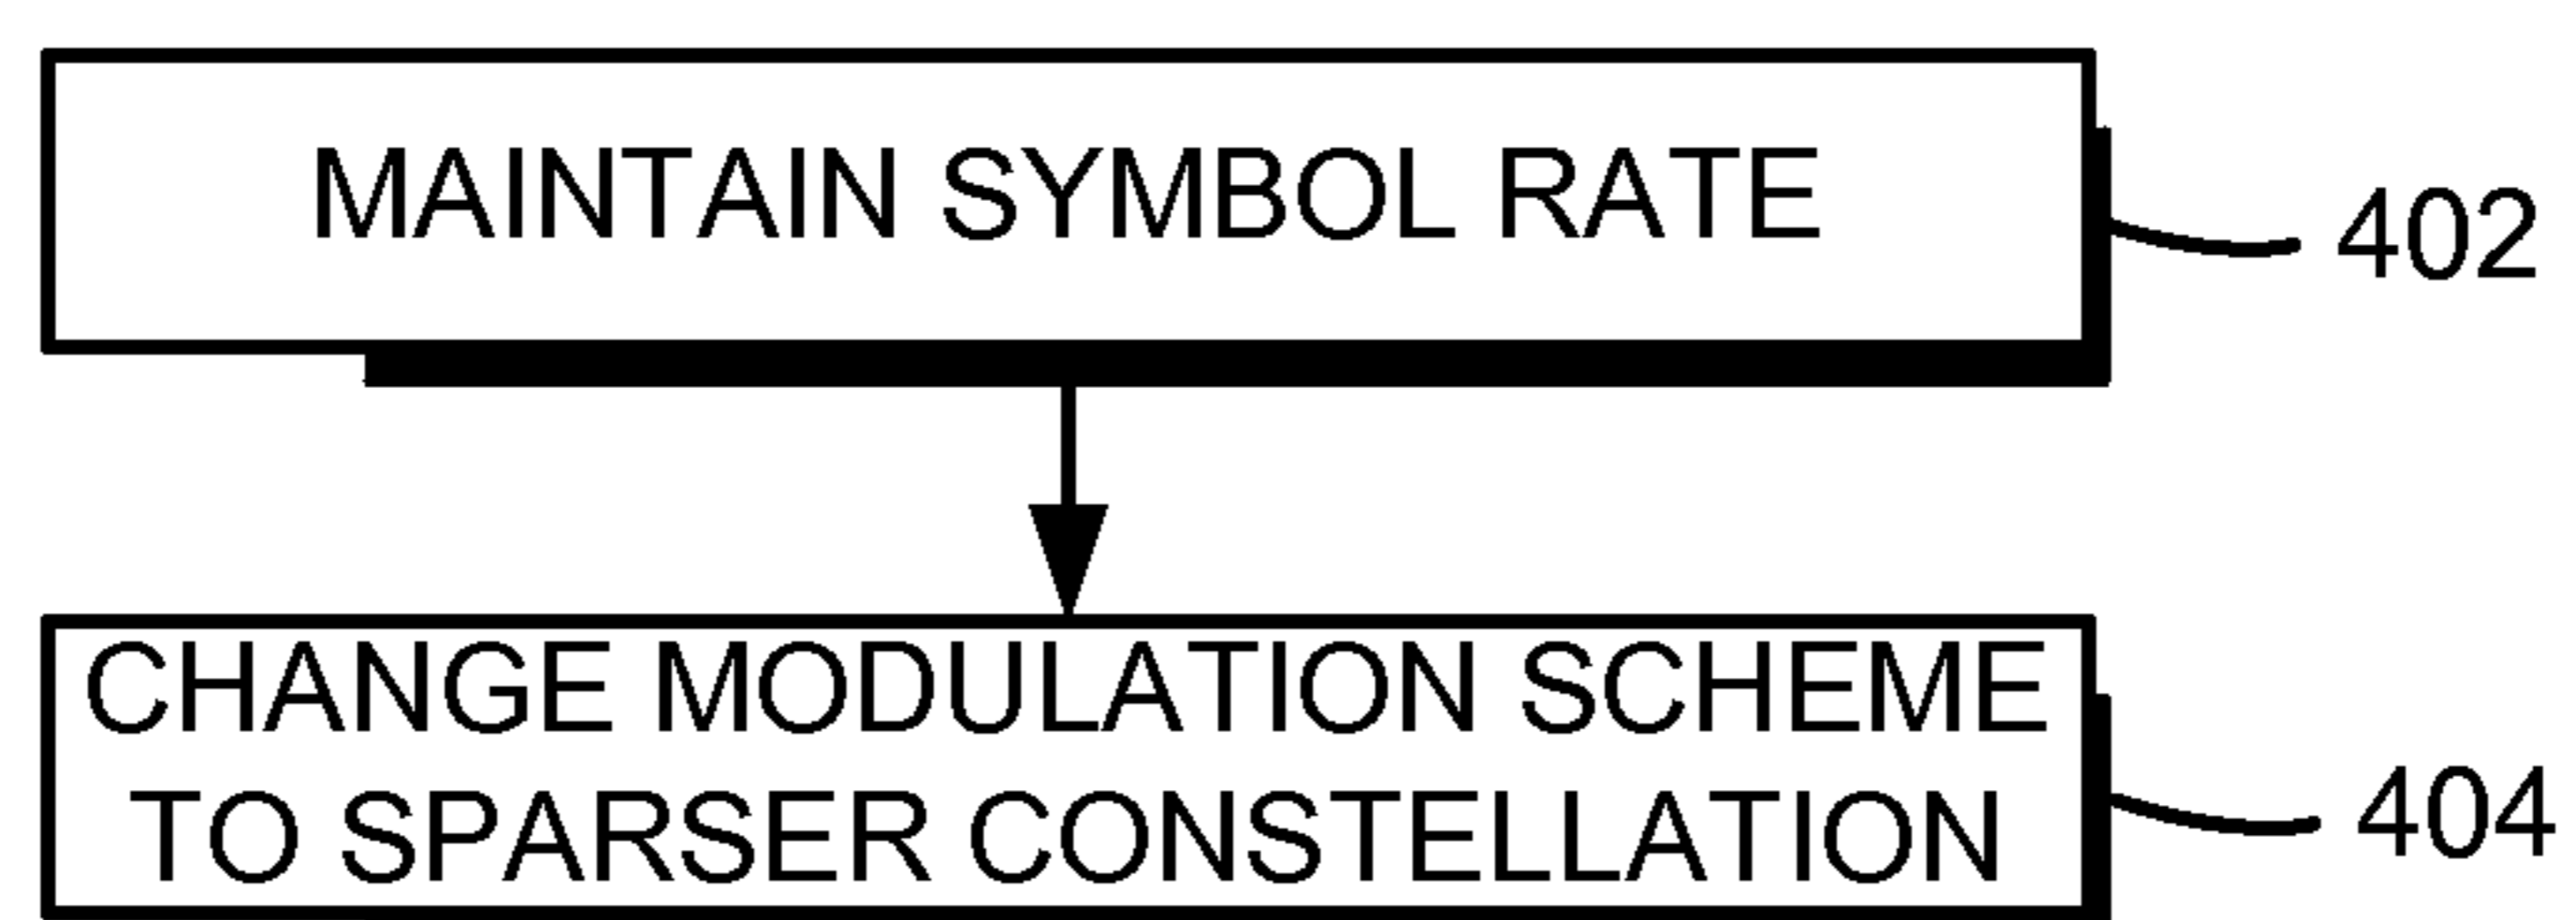 MAINTAIN SYMBOL RATE
402
CHANGE MODULATION SCHEME
TO SPARSER CONSTELLATION
404